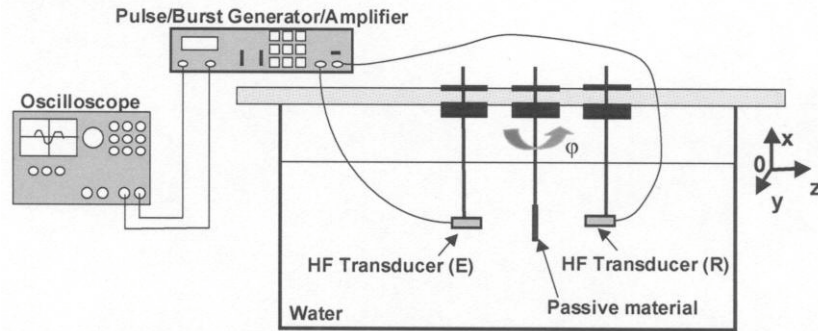 Pulse/Burst Generator/Amplifier
Oscilloscope
φ
x
0
y
z
HF Transducer (E)
HF Transducer (R)
Passive material
Water